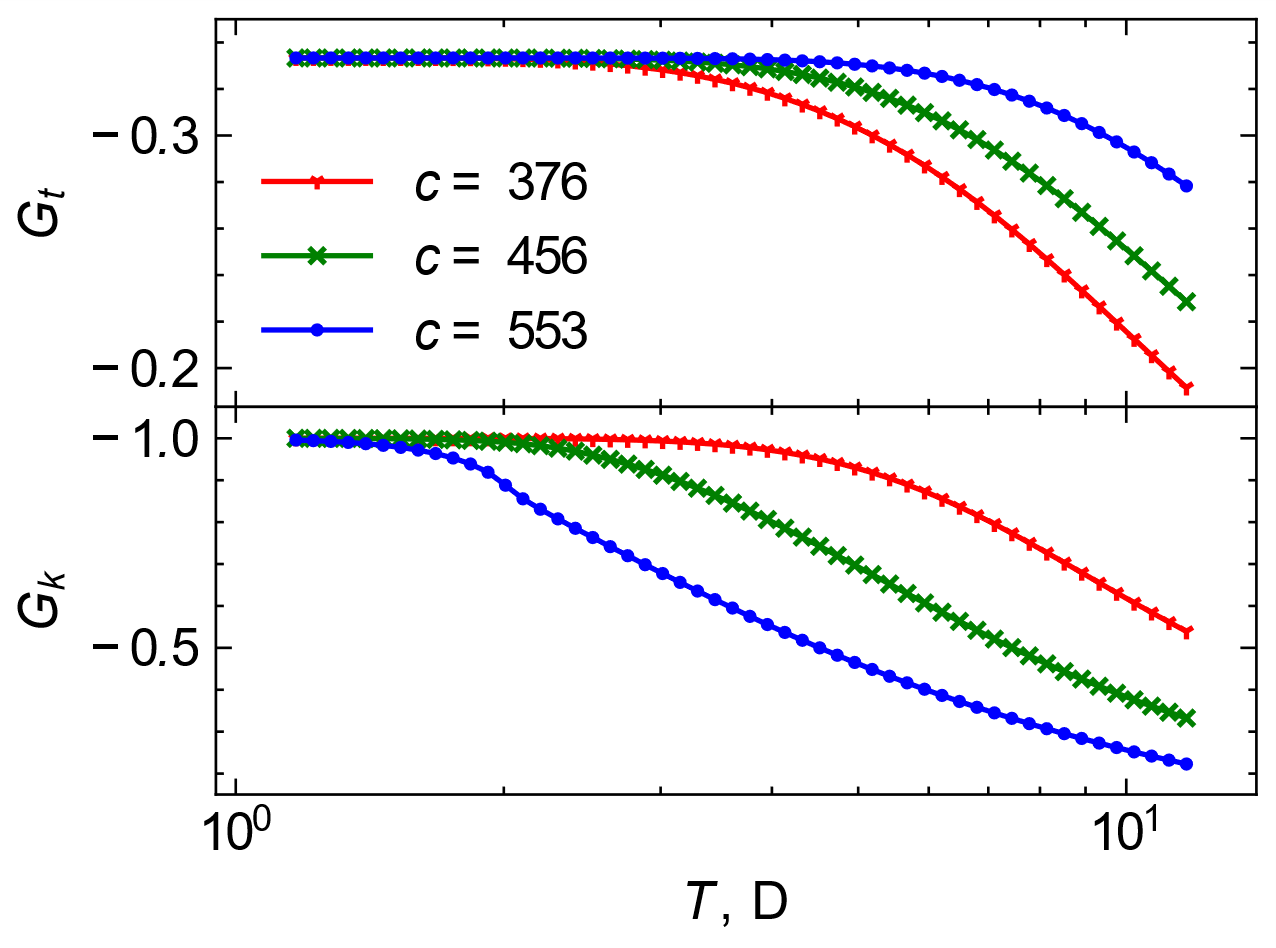 G_t
−0.3
−0.2
c = 376
c = 456
c = 553
G_k
−1.0
−0.5
10^0
10^1
T, D